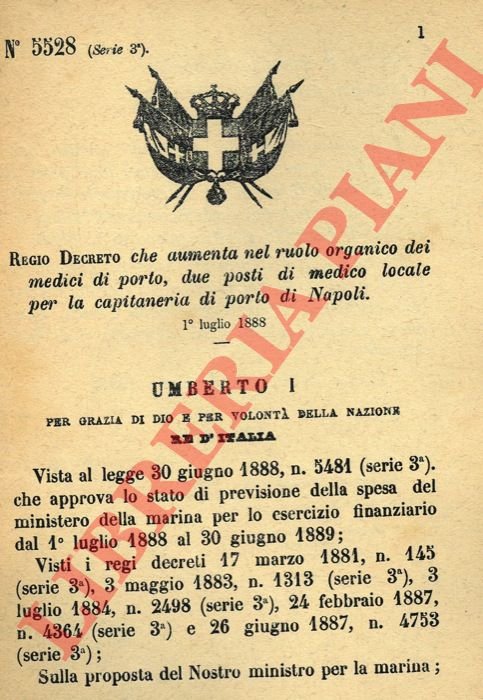 1
N° 5528 (Serie 3ª).
REGIO DECRETO che aumenta nel ruolo organico dei
medici di porto, due posti di medico locale
per la capitaneria di porto di Napoli.
1° luglio 1888
UMBERTO I
PER GRAZIA DI DIO E PER VOLONTÀ DELLA NAZIONE
RE D'ITALIA
Vista al legge 30 giugno 1888, n. 5481 (serie 3ª).
che approva lo stato di previsione della spesa del
ministero della marina per lo esercizio finanziario
dal 1° luglio 1888 al 30 giugno 1889;
Visti i regi decreti 17 marzo 1881, n. 145
(serie 3ª), 3 maggio 1883, n. 1313 (serie 3ª), 3
luglio 1884, n. 2498 (serie 3ª), 24 febbraio 1887,
n. 4364 (serie 3ª) e 26 giugno 1887, n. 4753
(serie 3ª);
Sulla proposta del Nostro ministro per la marina;
LIBRERIA PIANI